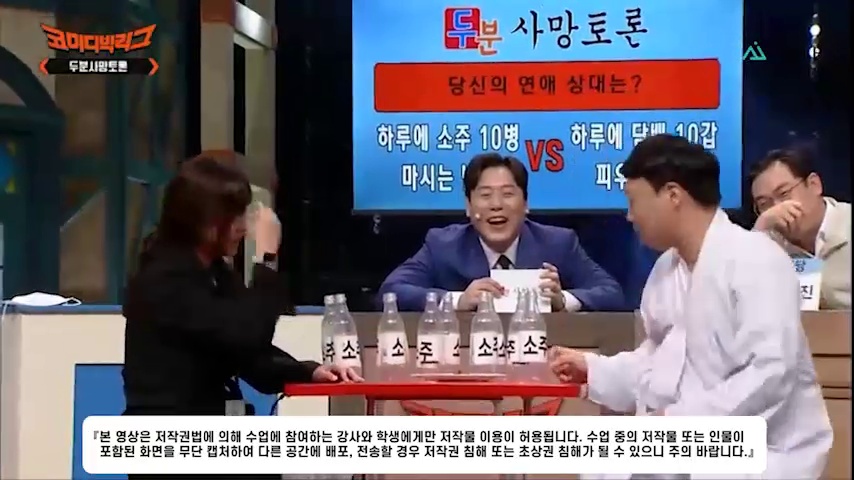 코미디빅리그
두분사망토론
두분 사망토론
당신의 연애 상대는?
하루에 소주 10병
마시는
VS
하루에 담배 10갑
피우
소주
소
소주
소주
진
『본 영상은 저작권법에 의해 수업에 참여하는 강사와 학생에게만 저작물 이용이 허용됩니다. 수업 중의 저작물 또는 인물이
포함된 화면을 무단 캡처하여 다른 공간에 배포, 전송할 경우 저작권 침해 또는 초상권 침해가 될 수 있으니 주의 바랍니다.』